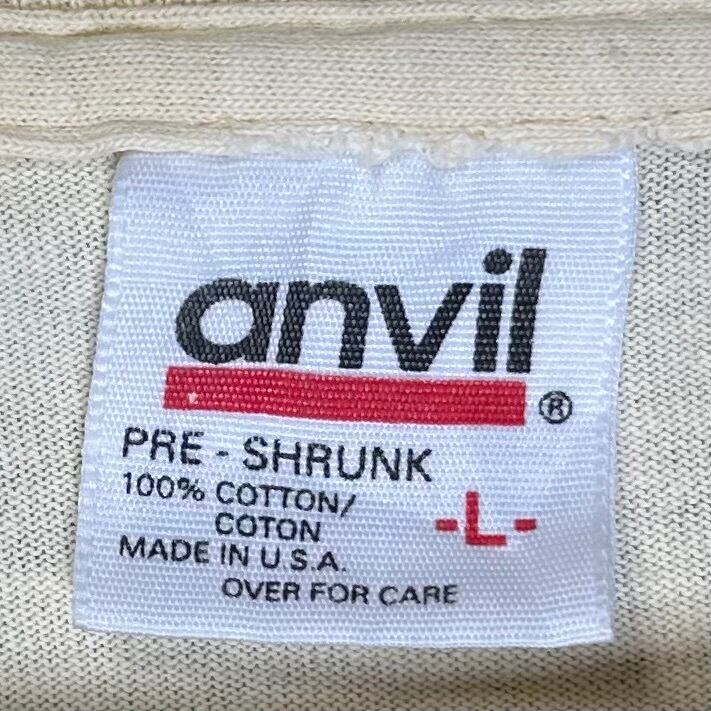 anvil
®
PRE - SHRUNK
100% COTTON/
COTON
-L-
MADE IN U.S.A.
OVER FOR CARE